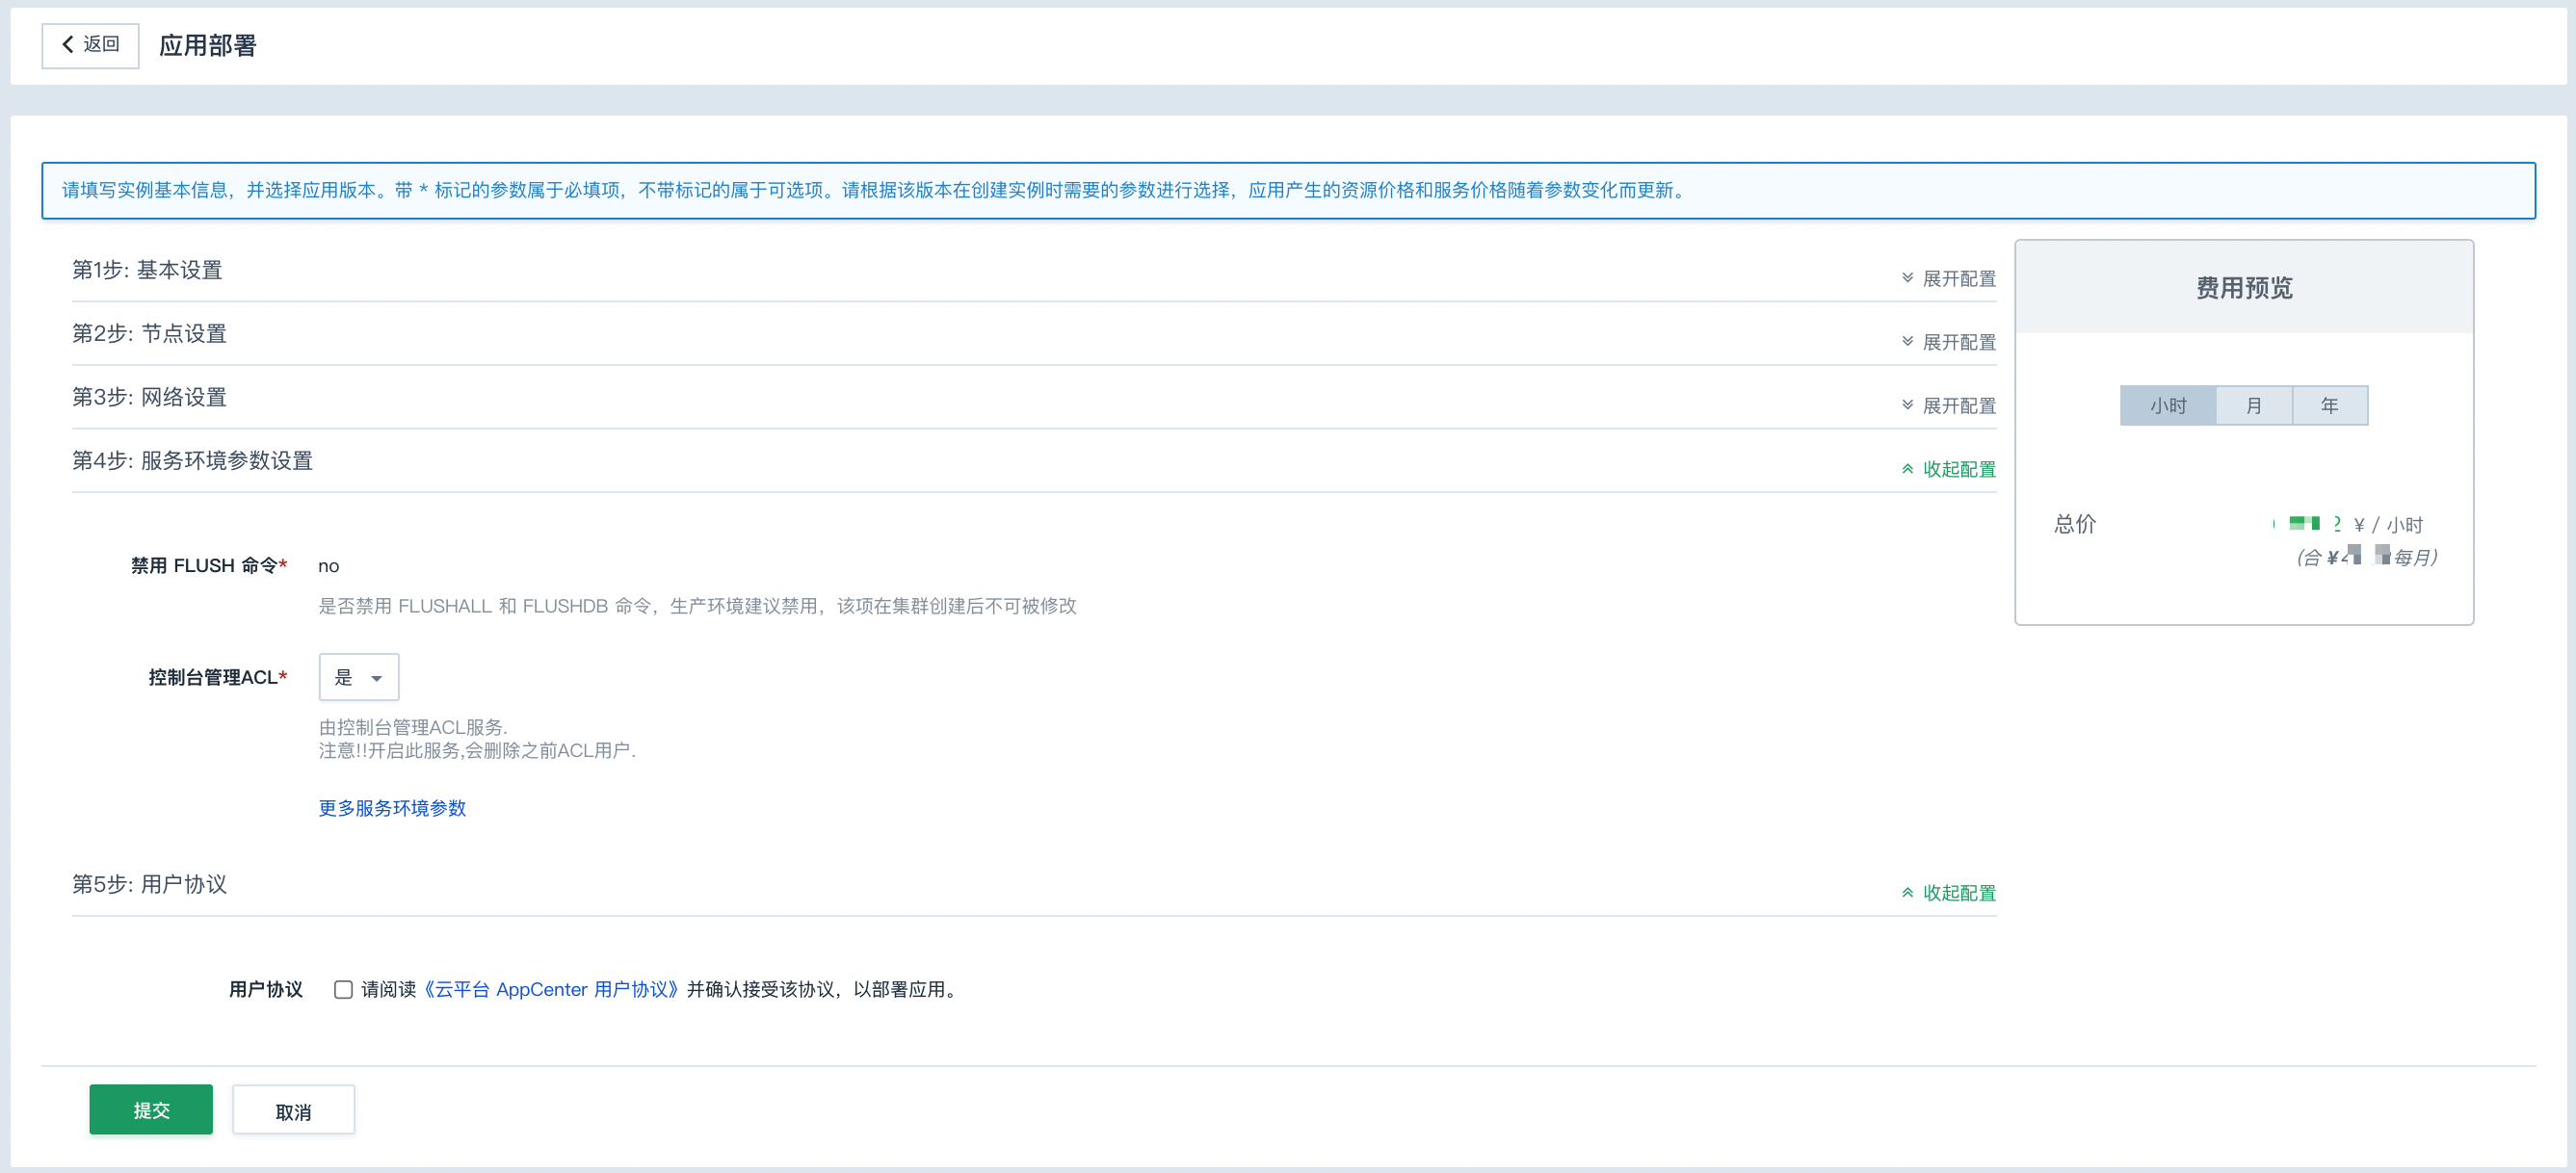 返回
应用部署
请填写实例基本信息，并选择应用版本。带 * 标记的参数属于必填项，不带标记的属于可选项。请根据该版本在创建实例时需要的参数进行选择，应用产生的资源价格和服务价格随着参数变化而更新。
第1步: 基本设置
展开配置
第2步: 节点设置
展开配置
第3步: 网络设置
展开配置
第4步: 服务环境参数设置
收起配置
禁用 FLUSH 命令*
no
是否禁用 FLUSHALL 和 FLUSHDB 命令，生产环境建议禁用，该项在集群创建后不可被修改
控制台管理ACL*
是
由控制台管理ACL服务.
注意!!开启此服务,会删除之前ACL用户.
更多服务环境参数
第5步: 用户协议
收起配置
用户协议
请阅读《云平台 AppCenter 用户协议》并确认接受该协议，以部署应用。
提交
取消
费用预览
小时
月
年
总价
¥ / 小时
(合 ¥ 每月)